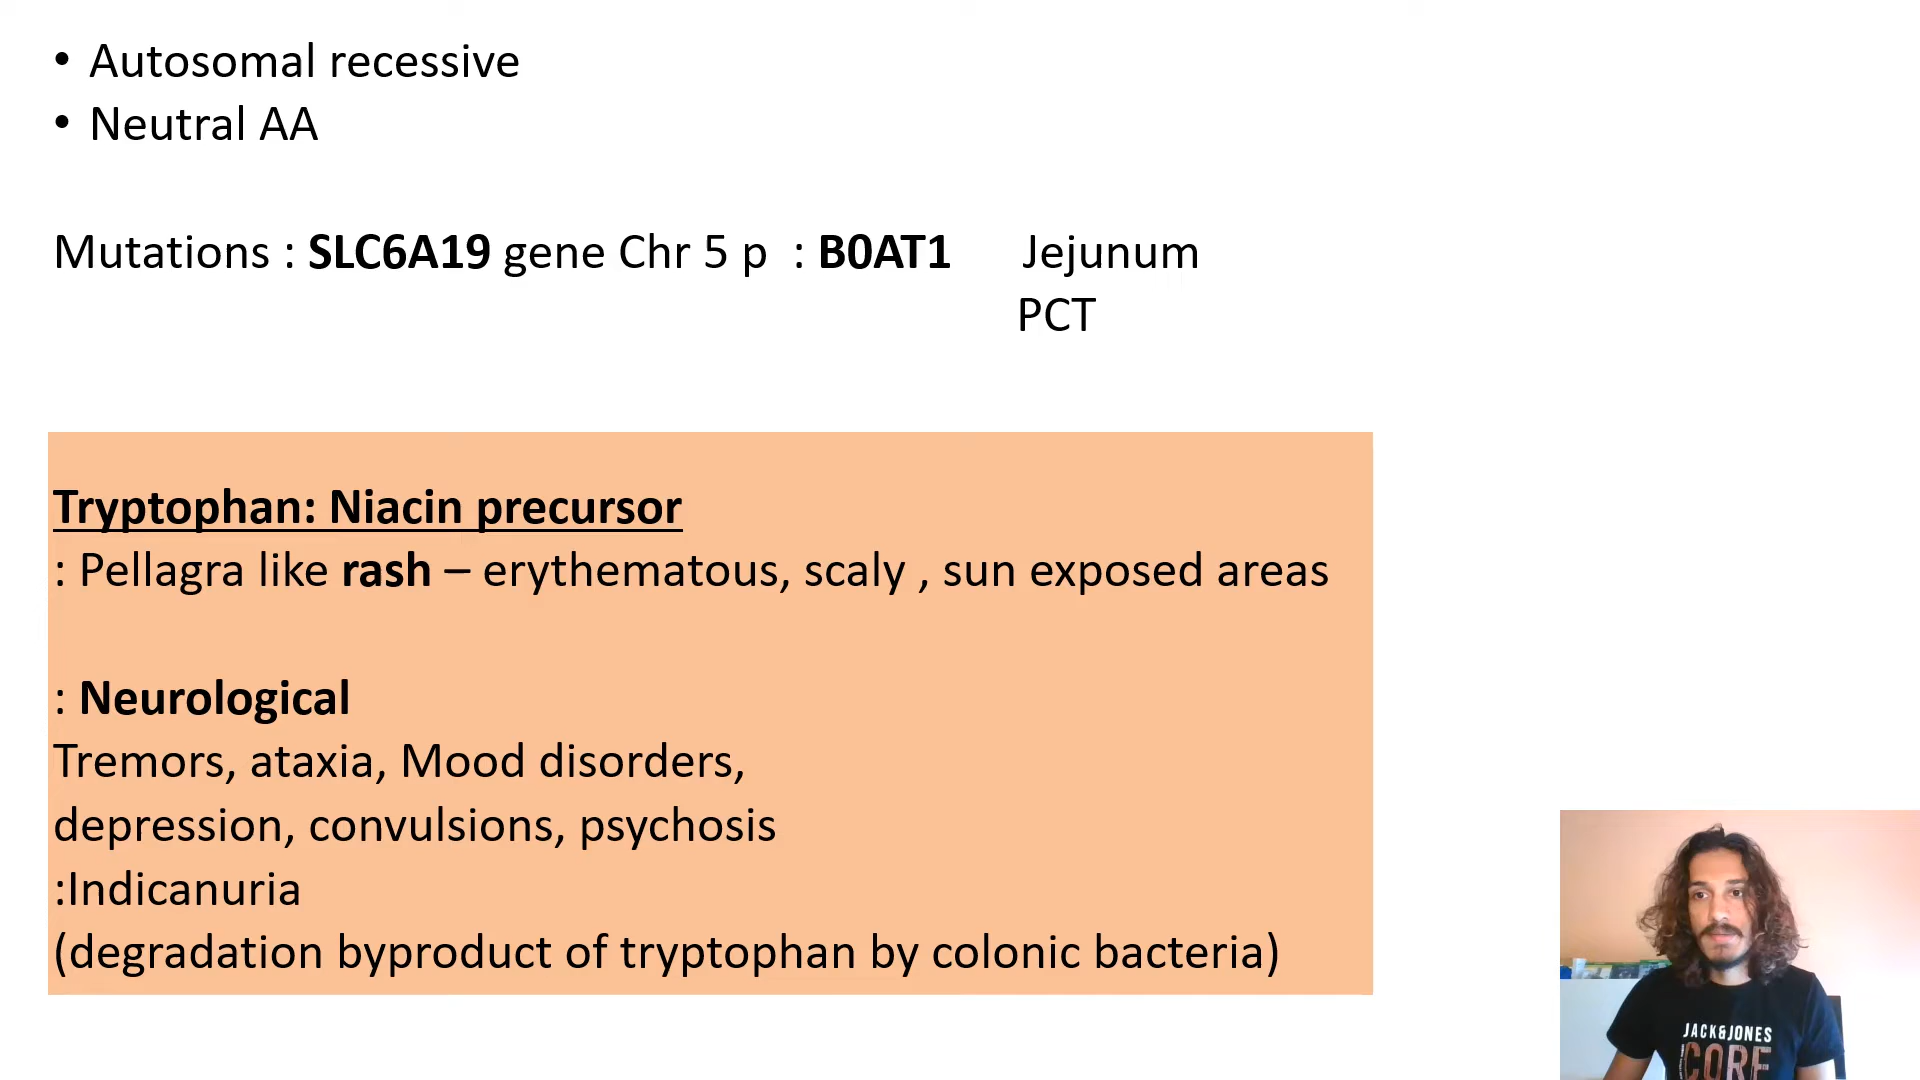 • Autosomal recessive
• Neutral AA
Mutations : SLC6A19 gene Chr 5 p : B0AT1 Jejunum
PCT
Tryptophan: Niacin precursor
: Pellagra like rash – erythematous, scaly , sun exposed areas
: Neurological
Tremors, ataxia, Mood disorders,
depression, convulsions, psychosis
:Indicanuria
(degradation byproduct of tryptophan by colonic bacteria)
JACK&JONES
CORE